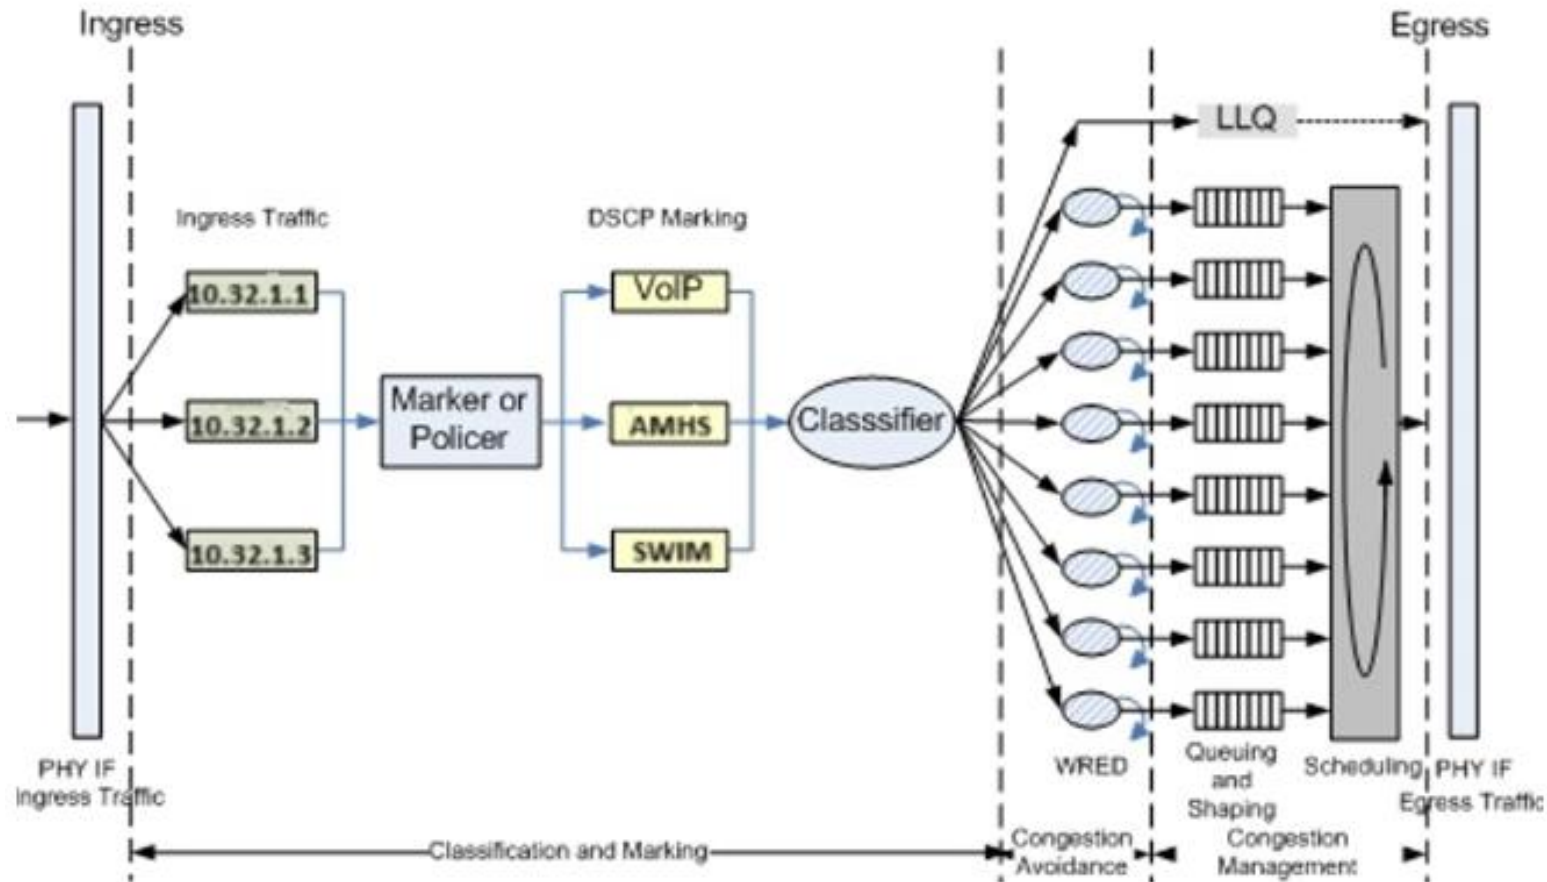 Ingress
Egress
LLQ
Ingress Traffic
DSCP Marking
10.32.1.1
VoIP
Marker or
Policer
Classsifier
10.32.1.2
AMHS
10.32.1.3
SWIM
PHY IF
Ingress Traffic
WRED
Queuing
and
Shaping
Scheduling
PHY IF
Egress Traffic
Classification and Marking
Congestion
Avoidance
Congestion
Management